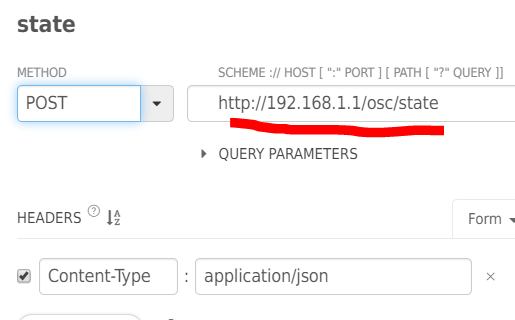 state
METHOD
SCHEME :// HOST [ ":" PORT ] [ PATH [ "?" QUERY ]]
POST
http://192.168.1.1/osc/state
QUERY PARAMETERS
HEADERS ? A Z
Form
Content-Type : application/json ×